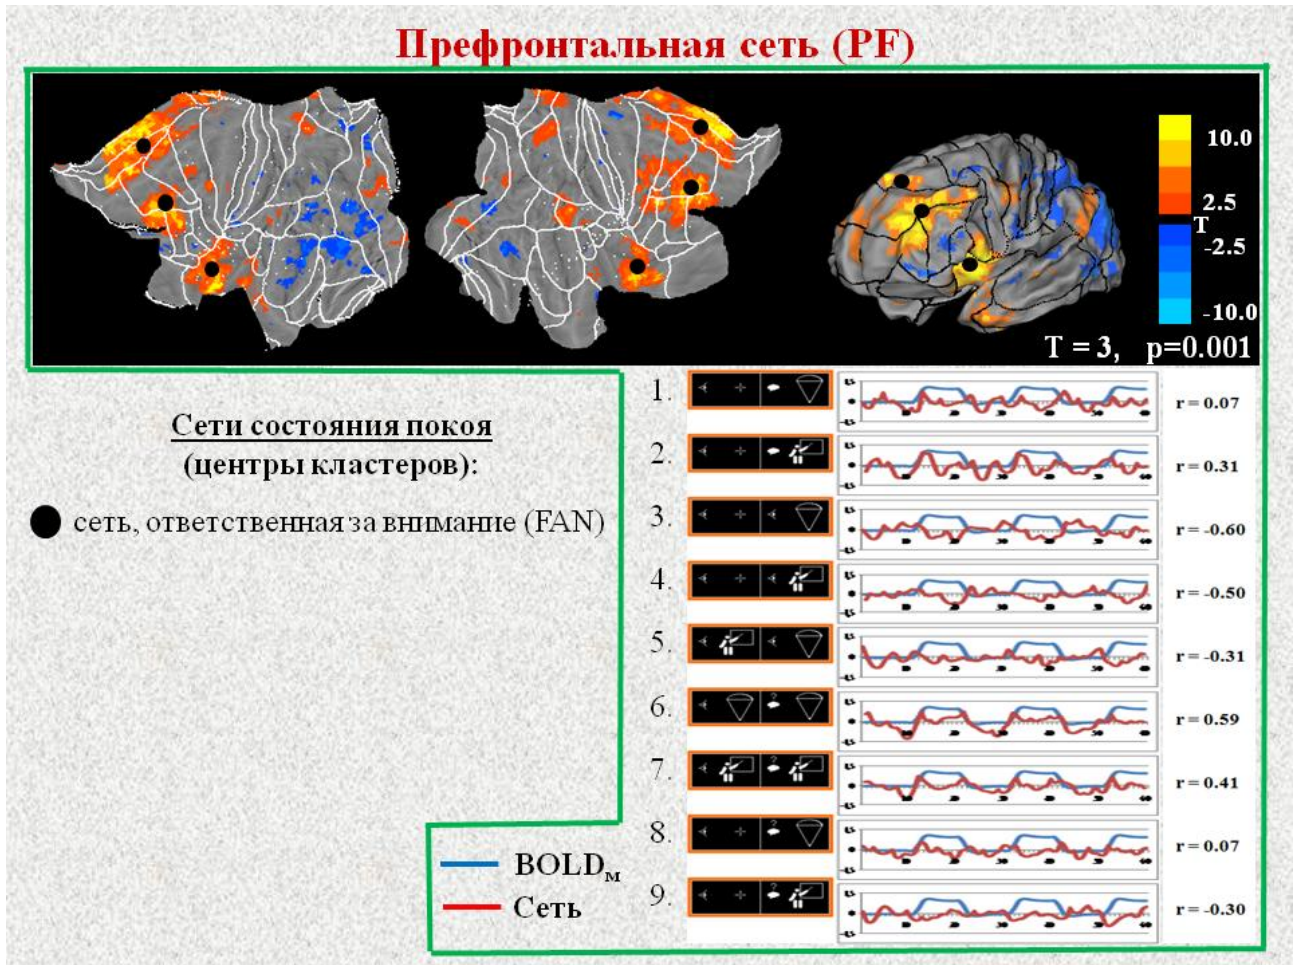 Префронтальная сеть (PF)
10.0
2.5
T
-2.5
-10.0
T = 3, p=0.001
Сети состояния покоя
(центры кластеров):
сеть, ответственная за внимание (FAN)
1. r = 0.07
2. r = 0.31
3. r = -0.60
4. r = -0.50
5. r = -0.31
6. r = 0.59
7. r = 0.41
8. r = 0.07
9. r = -0.30
BOLDм
Сеть